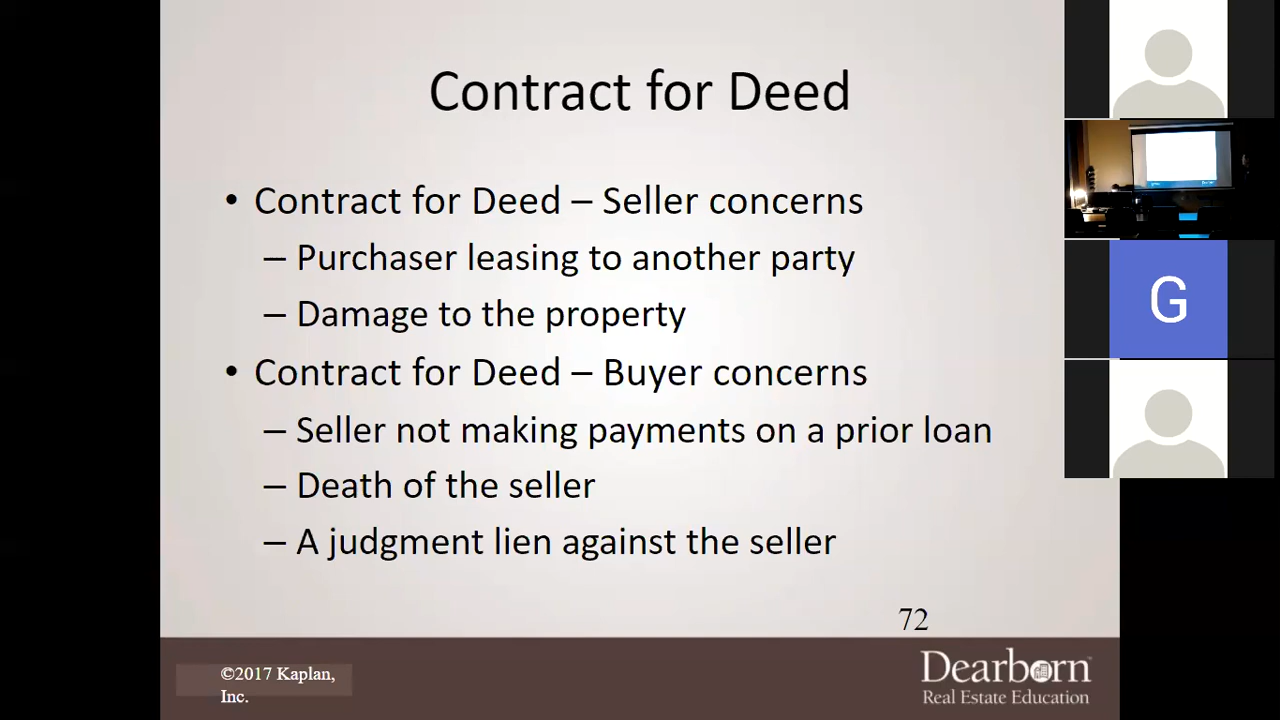 Contract for Deed
• Contract for Deed – Seller concerns
– Purchaser leasing to another party
– Damage to the property
• Contract for Deed – Buyer concerns
– Seller not making payments on a prior loan
– Death of the seller
– A judgment lien against the seller
72
©2017 Kaplan,
Inc.
Dearborn
Real Estate Education
G